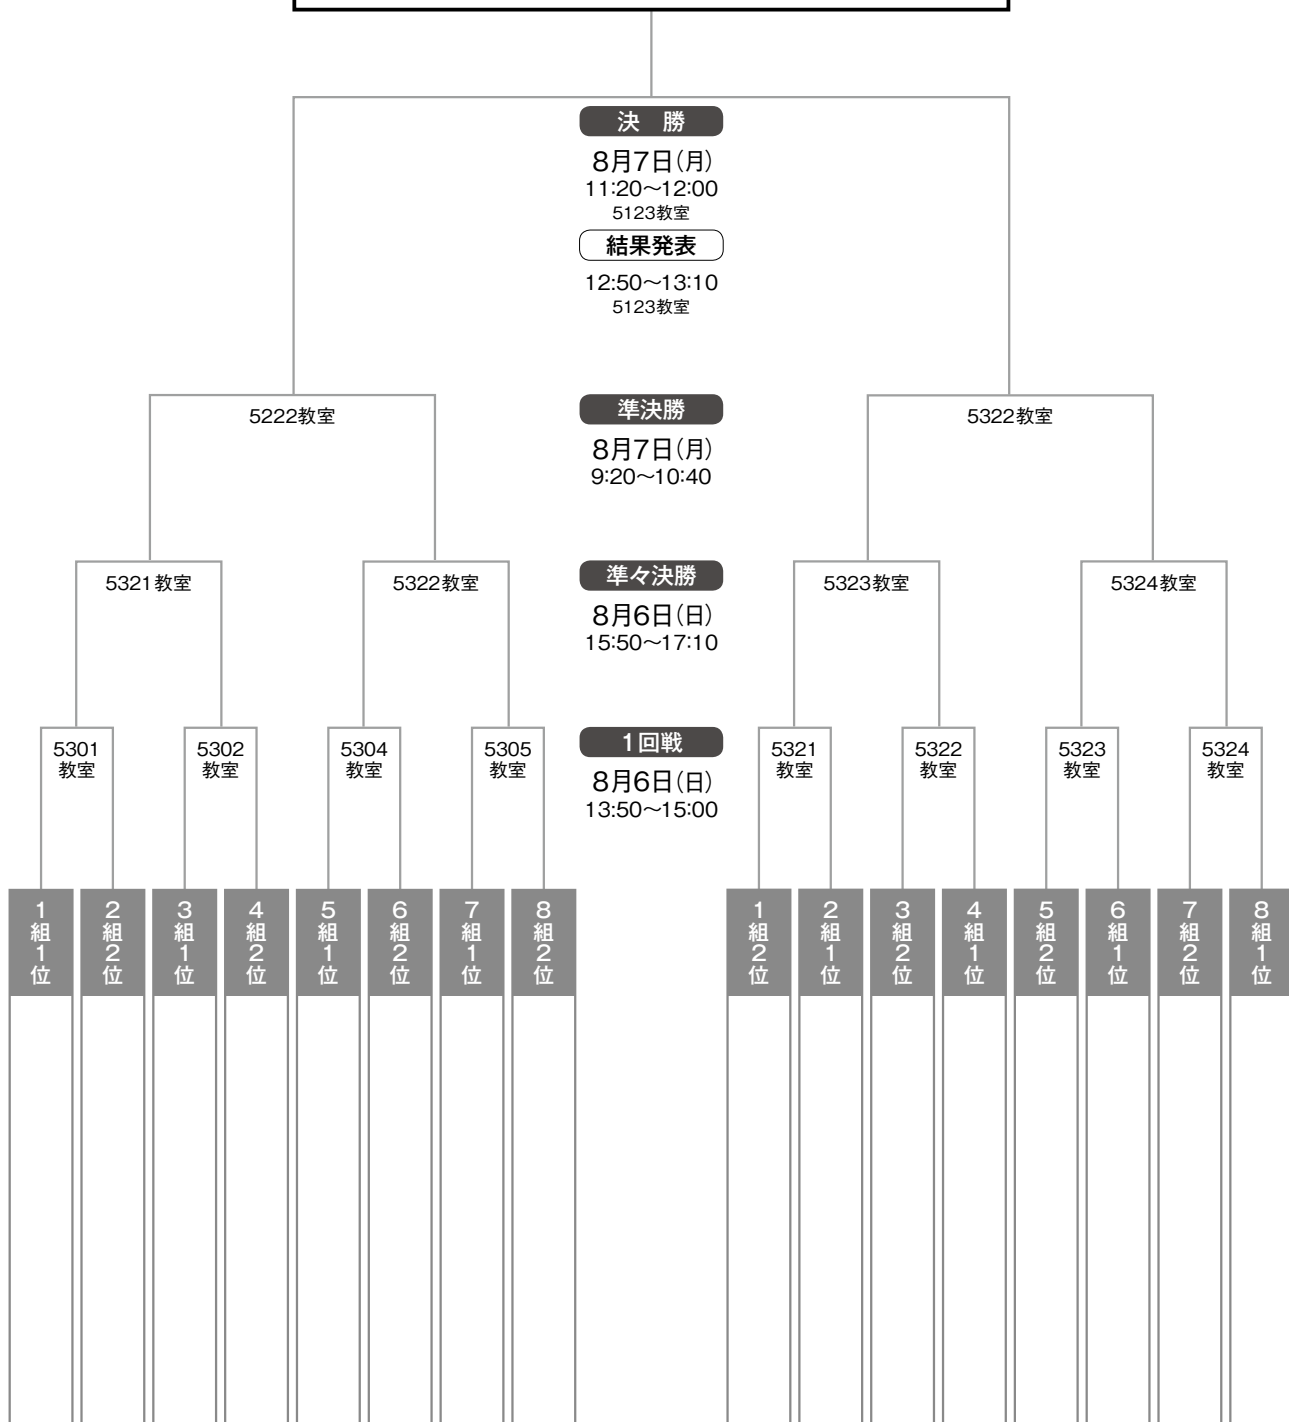 決　勝
8月7日(月)
11:20～12:00
5123教室
結果発表
12:50～13:10
5123教室
5222教室
準決勝
8月7日(月)
9:20～10:40
5322教室
5321教室
5322教室
準々決勝
8月6日(日)
15:50～17:10
5323教室
5324教室
5301
教室
5302
教室
5304
教室
5305
教室
1回戦
8月6日(日)
13:50～15:00
5321
教室
5322
教室
5323
教室
5324
教室
1組1位
2組2位
3組1位
4組2位
5組1位
6組2位
7組1位
8組2位
1組2位
2組1位
3組2位
4組1位
5組2位
6組1位
7組2位
8組1位